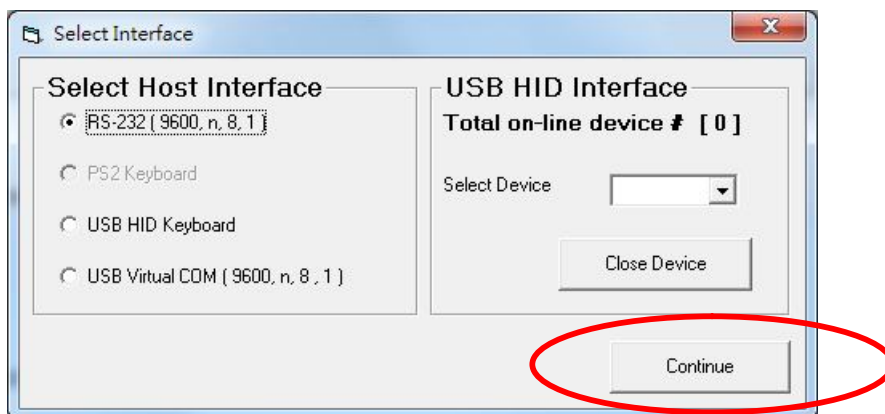 Select Interface
Select Host Interface
RS-232 ( 9600, n, 8, 1 )
PS2 Keyboard
USB HID Keyboard
USB Virtual COM ( 9600, n, 8 , 1 )
USB HID Interface
Total on-line device # [ 0 ]
Select Device
Close Device
Continue